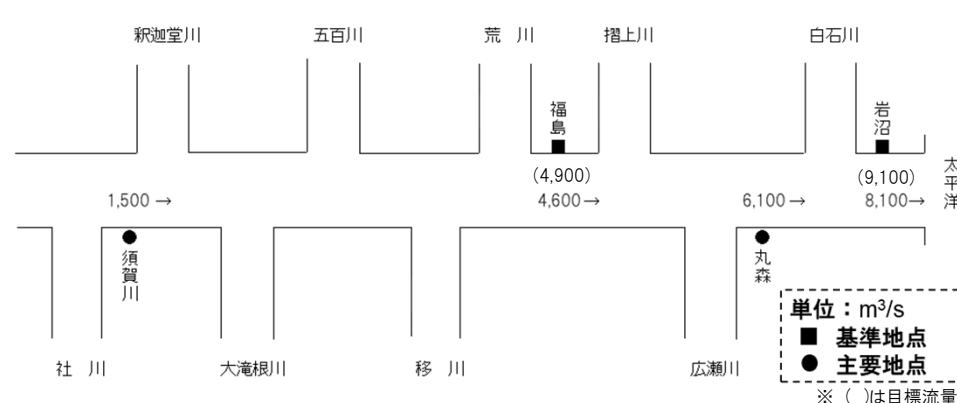 釈迦堂川
五百川
荒 川
摺上川
白石川
福島
岩沼
(4,900)
(9,100)
太平洋
1,500→
4,600→
6,100→
8,100→
須賀川
丸森
単位：m³/s
■ 基準地点
● 主要地点
社 川
大滝根川
移 川
広瀬川
※ ( )は目標流量